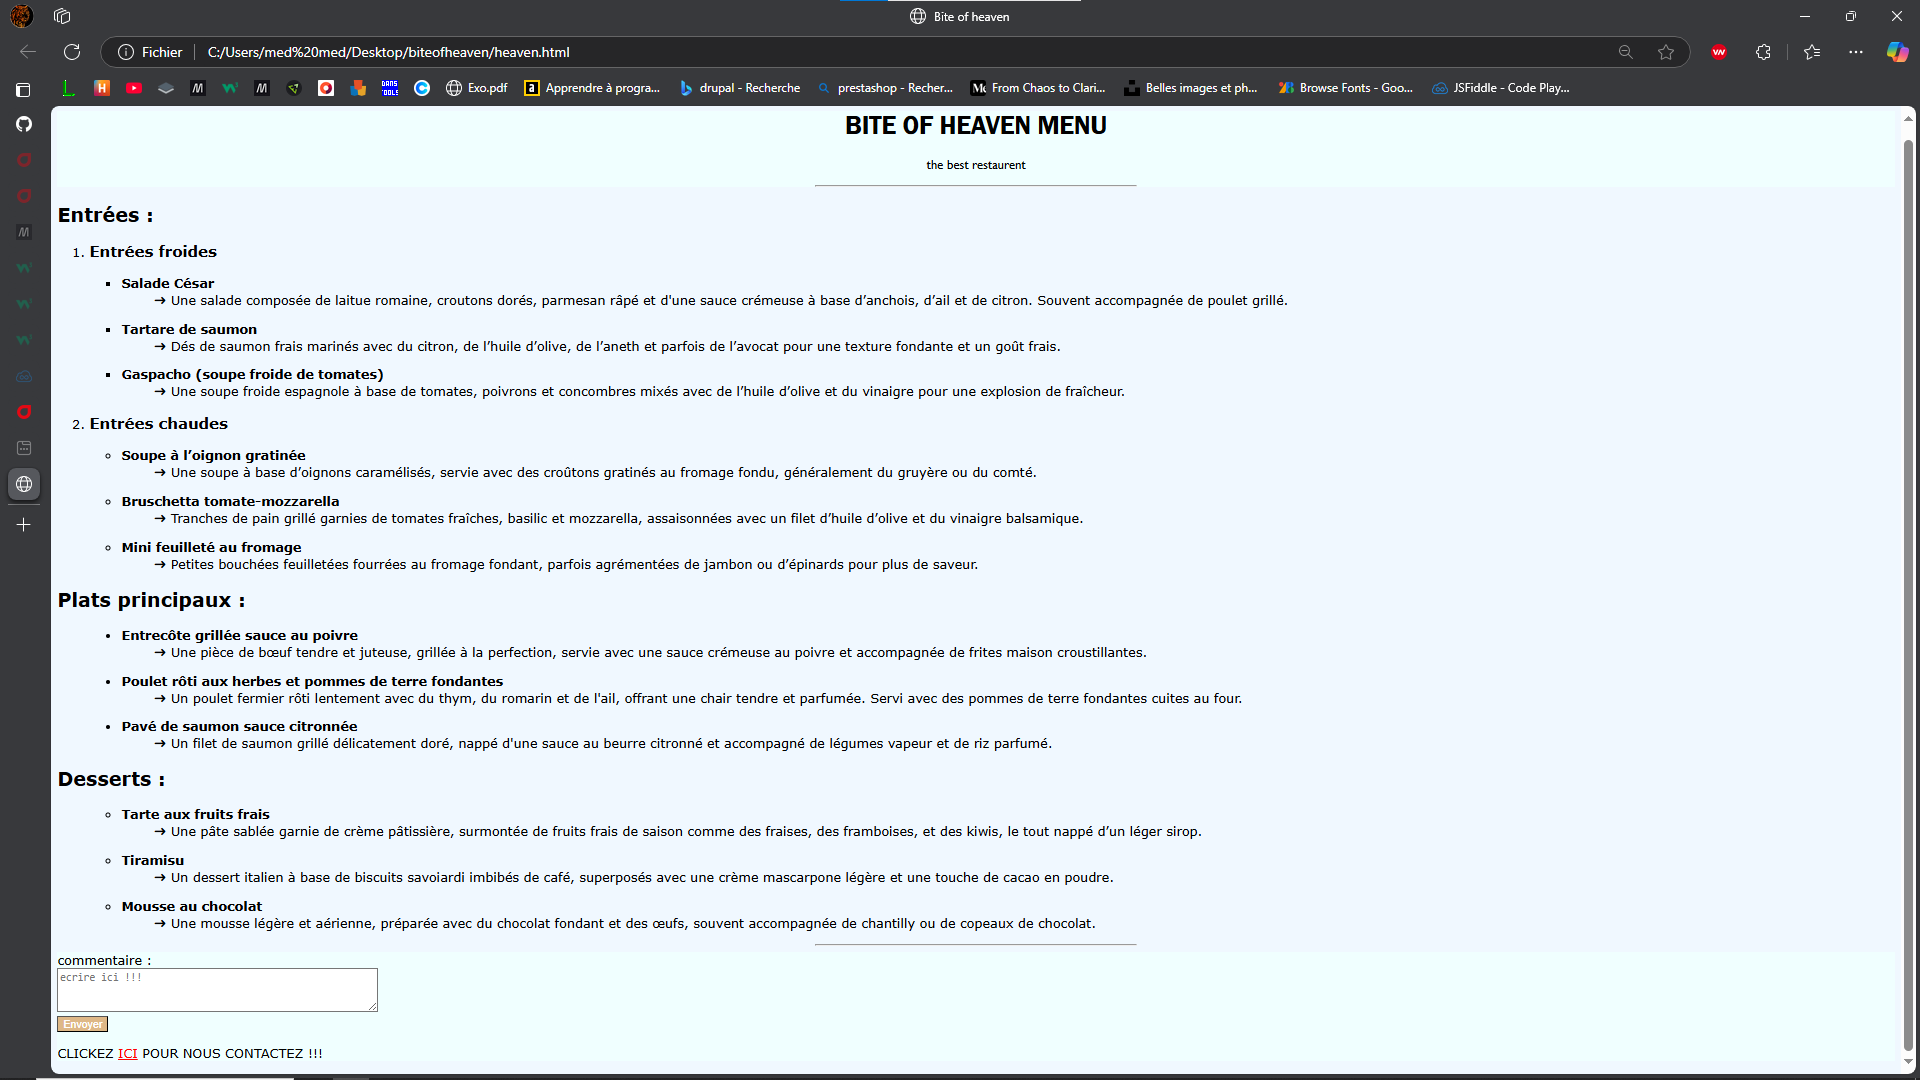 Bite of heaven
Fichier C:/Users/med%20med/Desktop/biteofheaven/heaven.html
Exo.pdf Apprendre à progra... drupal - Recherche prestashop - Recher... From Chaos to Clari... Belles images et ph... Browse Fonts - Goo... JSFiddle - Code Play...
BITE OF HEAVEN MENU
the best restaurent
Entrées :
1. Entrées froides
Salade César
→ Une salade composée de laitue romaine, croutons dorés, parmesan râpé et d'une sauce crémeuse à base d’anchois, d’ail et de citron. Souvent accompagnée de poulet grillé.
Tartare de saumon
→ Dés de saumon frais marinés avec du citron, de l’huile d’olive, de l’aneth et parfois de l’avocat pour une texture fondante et un goût frais.
Gaspacho (soupe froide de tomates)
→ Une soupe froide espagnole à base de tomates, poivrons et concombres mixés avec de l’huile d’olive et du vinaigre pour une explosion de fraîcheur.
2. Entrées chaudes
Soupe à l’oignon gratinée
→ Une soupe à base d’oignons caramélisés, servie avec des croûtons gratinés au fromage fondu, généralement du gruyère ou du comté.
Bruschetta tomate-mozzarella
→ Tranches de pain grillé garnies de tomates fraîches, basilic et mozzarella, assaisonnées avec un filet d’huile d’olive et du vinaigre balsamique.
Mini feuilleté au fromage
→ Petites bouchées feuilletées fourrées au fromage fondant, parfois agrémentées de jambon ou d’épinards pour plus de saveur.
Plats principaux :
Entrecôte grillée sauce au poivre
→ Une pièce de bœuf tendre et juteuse, grillée à la perfection, servie avec une sauce crémeuse au poivre et accompagnée de frites maison croustillantes.
Poulet rôti aux herbes et pommes de terre fondantes
→ Un poulet fermier rôti lentement avec du thym, du romarin et de l'ail, offrant une chair tendre et parfumée. Servi avec des pommes de terre fondantes cuites au four.
Pavé de saumon sauce citronnée
→ Un filet de saumon grillé délicatement doré, nappé d'une sauce au beurre citronné et accompagné de légumes vapeur et de riz parfumé.
Desserts :
Tarte aux fruits frais
→ Une pâte sablée garnie de crème pâtissière, surmontée de fruits frais de saison comme des fraises, des framboises, et des kiwis, le tout nappé d’un léger sirop.
Tiramisu
→ Un dessert italien à base de biscuits savoiardi imbibés de café, superposés avec une crème mascarpone légère et une touche de cacao en poudre.
Mousse au chocolat
→ Une mousse légère et aérienne, préparée avec du chocolat fondant et des œufs, souvent accompagnée de chantilly ou de copeaux de chocolat.
commentaire :
ecrire ici !!!
Envoyer
CLICKEZ ICI POUR NOUS CONTACTEZ !!!